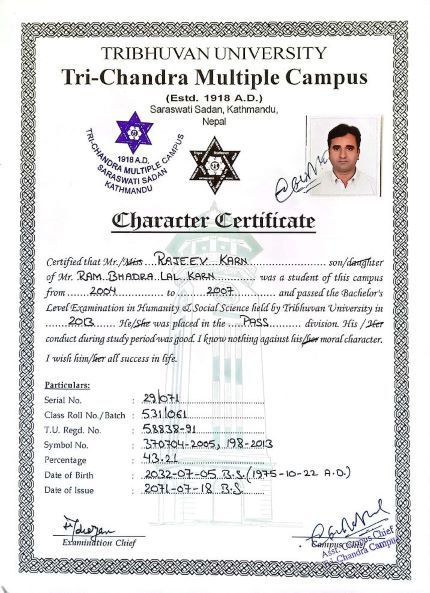 TRIBHUVAN UNIVERSITY
Tri-Chandra Multiple Campus
(Estd. 1918 A.D.)
Saraswati Sadan, Kathmandu,
Nepal
1918 A.D.
TRI-CHANDRA MULTIPLE CAMPUS
SARASWATI SADAN
KATHMANDU
Character Certificate
Certified that Mr./Miss RAJEEV KARN son/daughter
of Mr. RAM BHADRA LAL KARN was a student of this campus
from 2004 to 2007 and passed the Bachelor's
Level Examination in Humanity & Social Science held by Tribhuvan University in
2013 He/She was placed in the PASS division. His / Her
conduct during study period was good. I know nothing against his/her moral character.
I wish him/her all success in life.
Particulars:
Serial No. : 29/071
Class Roll No./Batch : 531/061
T.U. Regd. No. : 58838-91
Symbol No. : 370704-2005, 198-2013
Percentage : 43.21
Date of Birth : 2032-07-05 B.S. (1975-10-22 A.D.)
Date of Issue : 2071-07-18 B.S.
Examination Chief
Campus Chief
Asst. Campus Chief
Tri-Chandra Campus